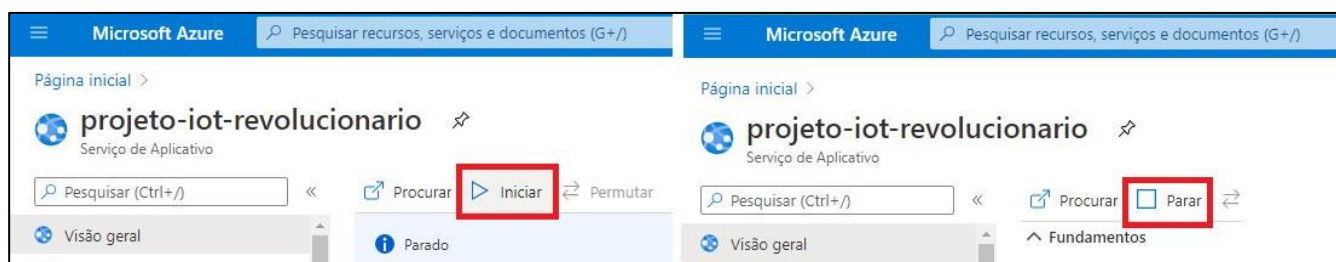 Microsoft Azure
Pesquisar recursos, serviços e documentos (G+/)
Página inicial >
projeto-iot-revolucionario
Serviço de Aplicativo
Pesquisar (Ctrl+/)
«
Procurar
Iniciar
Permutar
Visão geral
Parado
Microsoft Azure
Pesquisar recursos, serviços e documentos (G+/)
Página inicial >
projeto-iot-revolucionario
Serviço de Aplicativo
Pesquisar (Ctrl+/)
«
Procurar
Parar
Visão geral
Fundamentos